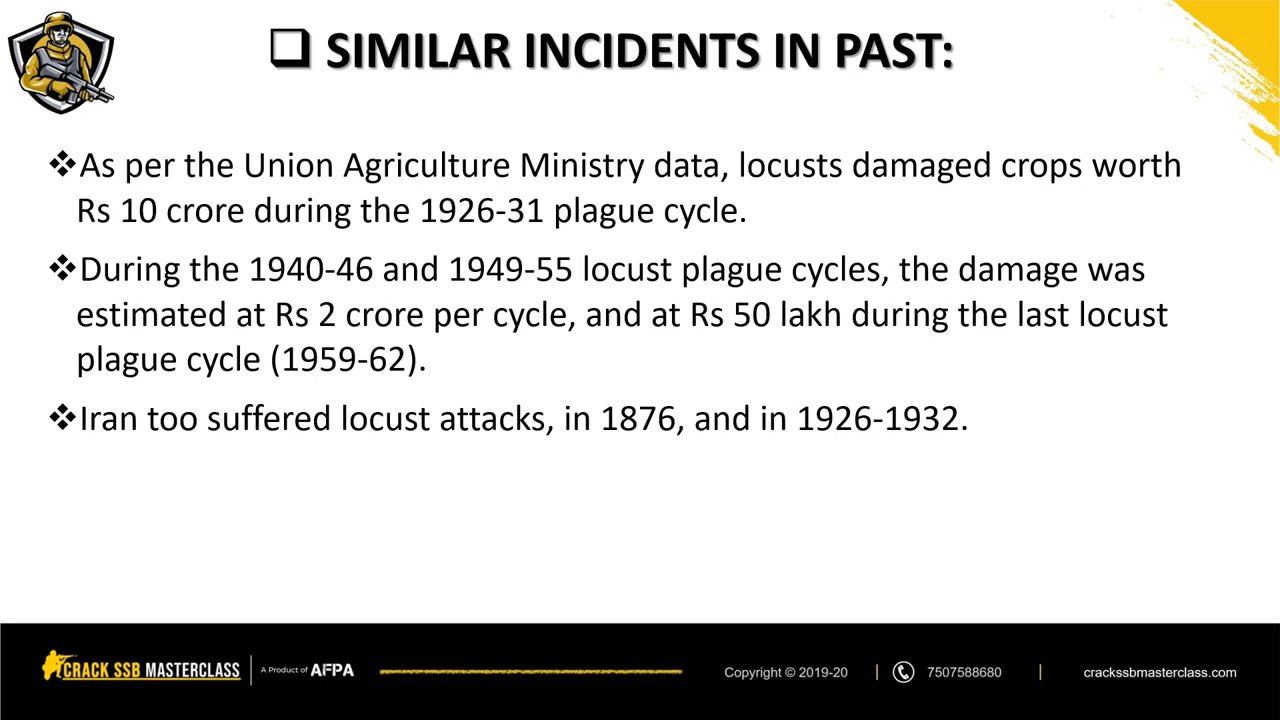 ❑ SIMILAR INCIDENTS IN PAST:
❖As per the Union Agriculture Ministry data, locusts damaged crops worth
Rs 10 crore during the 1926-31 plague cycle.
❖During the 1940-46 and 1949-55 locust plague cycles, the damage was
estimated at Rs 2 crore per cycle, and at Rs 50 lakh during the last locust
plague cycle (1959-62).
❖Iran too suffered locust attacks, in 1876, and in 1926-1932.
CRACK SSB MASTERCLASS | A Product of AFPA Copyright © 2019-20 | 7507588680 | crackssbmasterclass.com